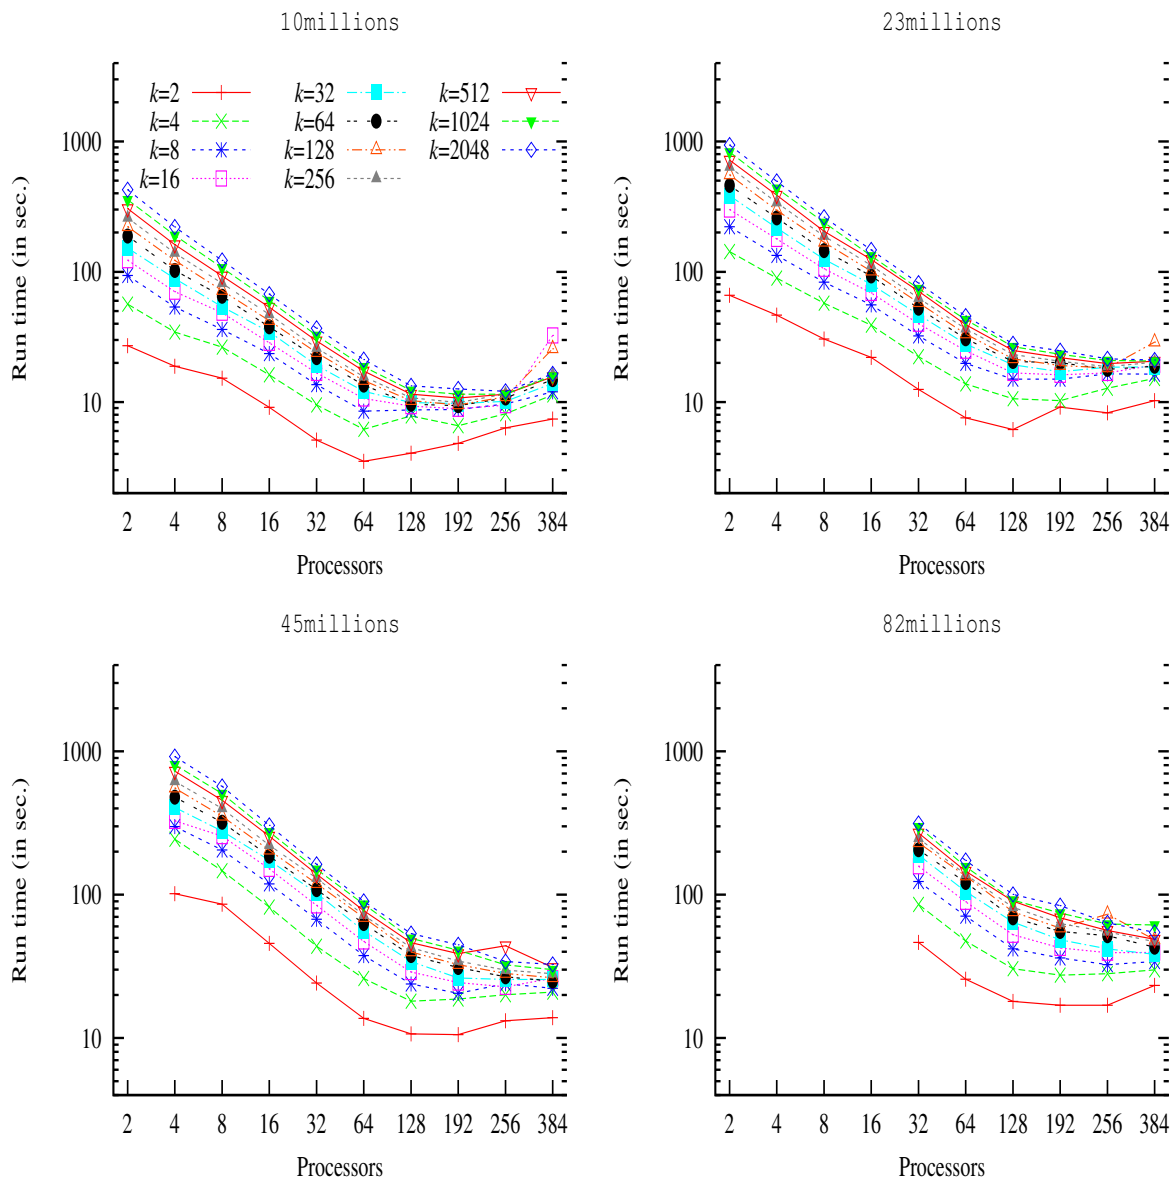 10millions
k=2 k=32 k=512
k=4 k=64 k=1024
k=8 k=128 k=2048
k=16 k=256
Run time (in sec.)
1000
100
10
2 4 8 16 32 64 128 192 256 384
Processors
23millions
Run time (in sec.)
1000
100
10
2 4 8 16 32 64 128 192 256 384
Processors
45millions
Run time (in sec.)
1000
100
10
2 4 8 16 32 64 128 192 256 384
Processors
82millions
Run time (in sec.)
1000
100
10
2 4 8 16 32 64 128 192 256 384
Processors